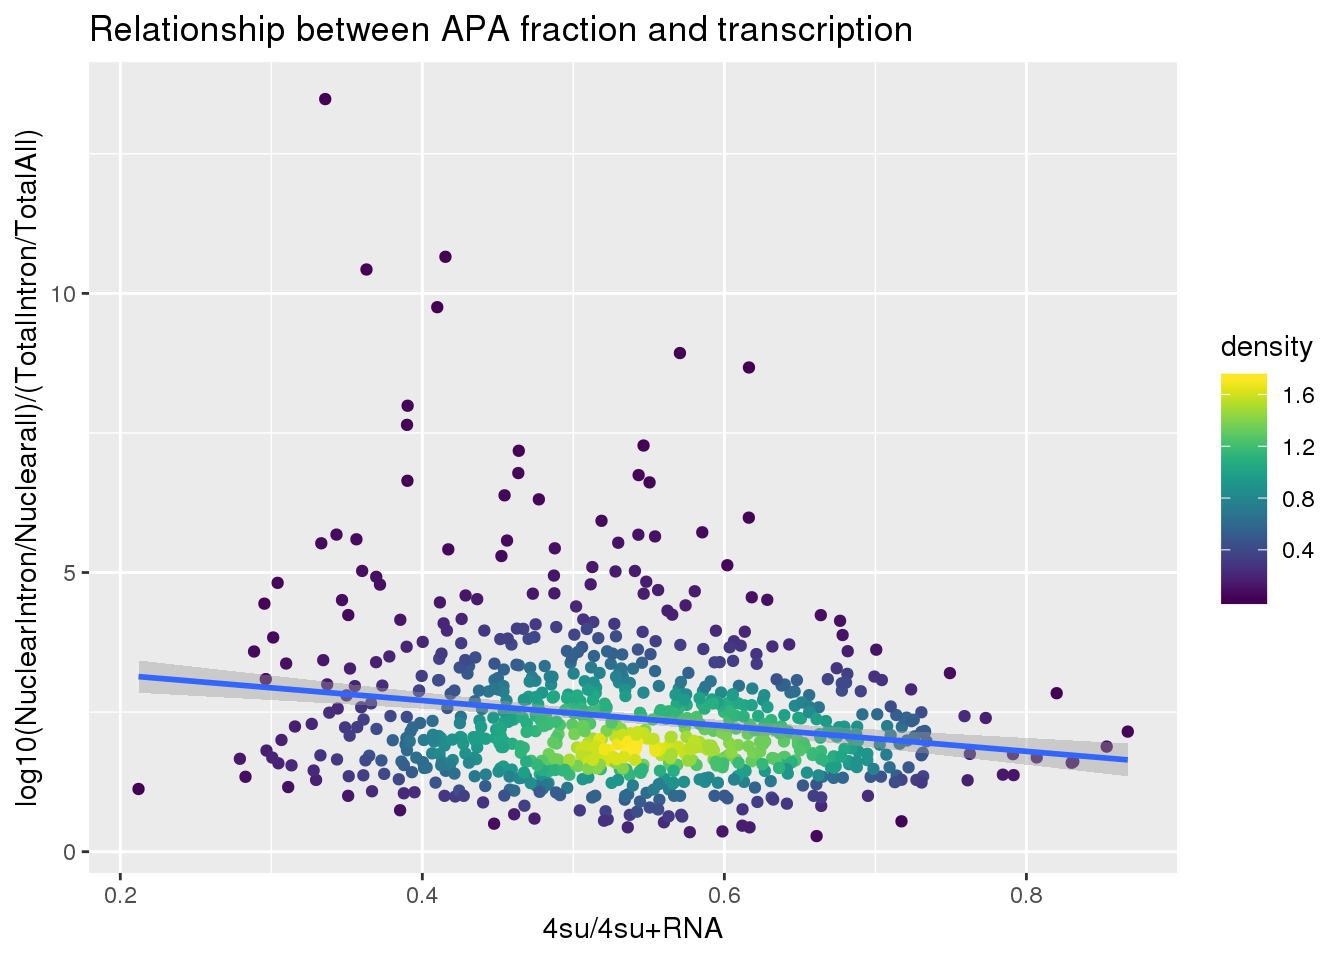 Relationship between APA fraction and transcription
log10(NuclearIntron/Nuclearall)/(TotalIntron/TotalAll)
10
5
0
0.2
0.4
0.6
0.8
4su/4su+RNA
density
1.6
1.2
0.8
0.4